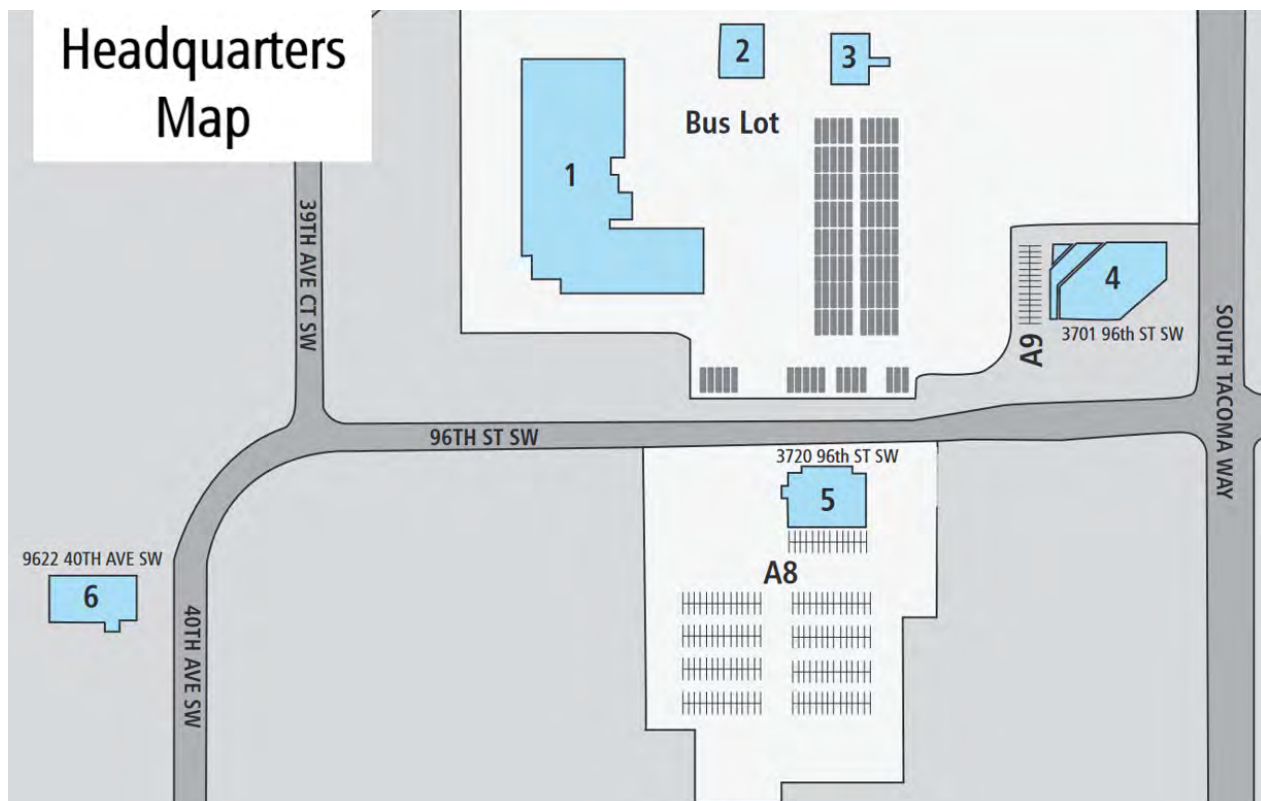 Headquarters
Map
2
3
Bus Lot
1
39TH AVE CT SW
4
3701 96th ST SW
A9
SOUTH TACOMA WAY
96TH ST SW
3720 96th ST SW
5
9622 40TH AVE SW
6
A8
40TH AVE SW